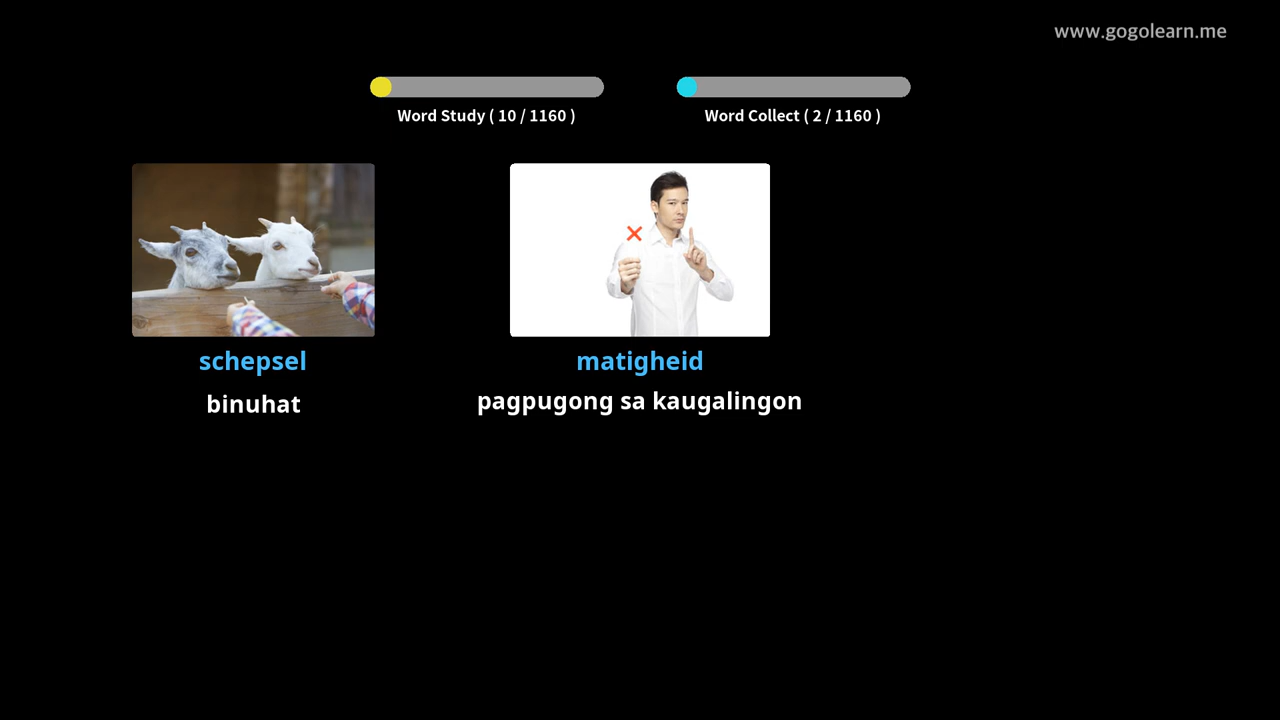 www.gogolearn.me
Word Study ( 10 / 1160 )
Word Collect ( 2 / 1160 )
schepsel
matigheid
binuhat
pagpugong sa kaugalingon